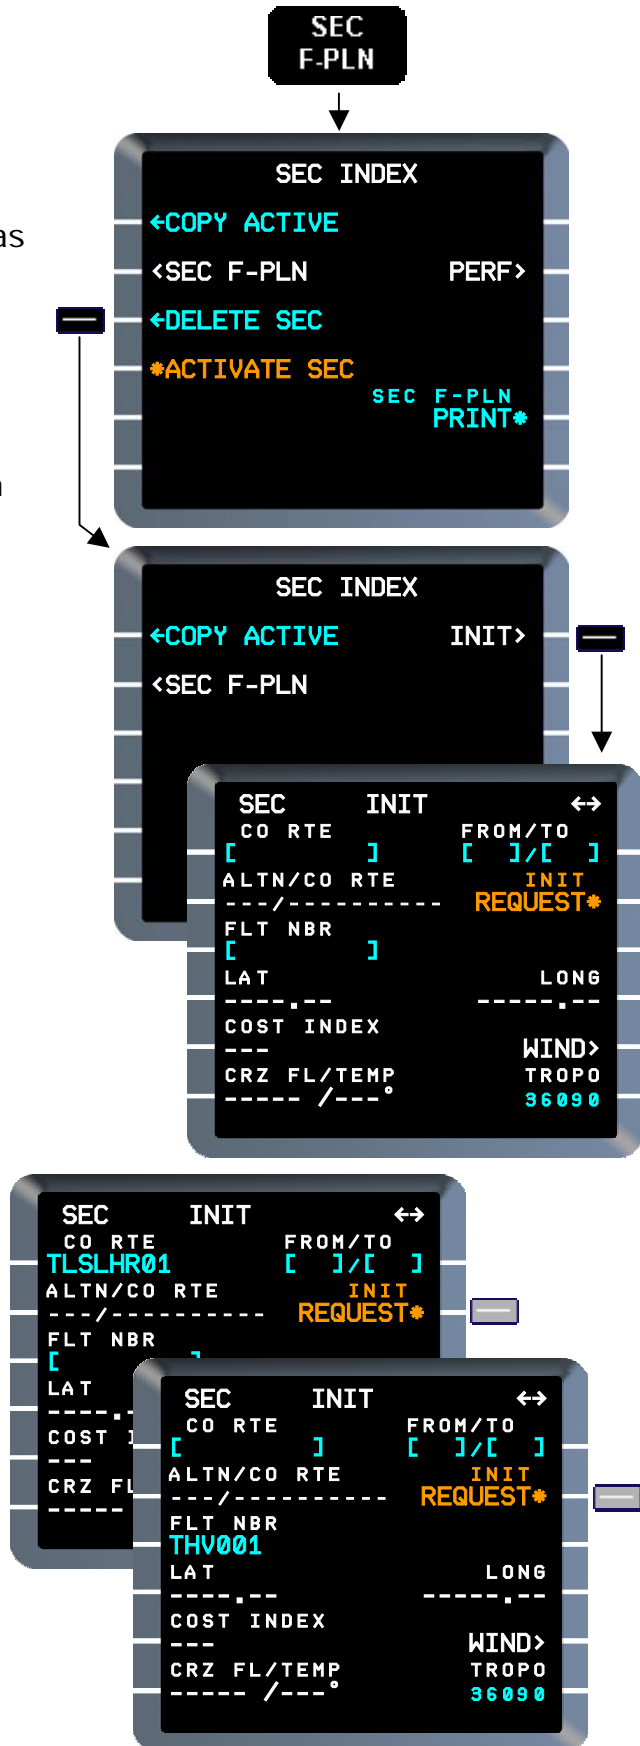 SEC
F-PLN
SEC INDEX
←COPY ACTIVE
as
<SEC F-PLN PERF>
←DELETE SEC
*ACTIVATE SEC
SEC F-PLN
PRINT*
SEC INDEX
←COPY ACTIVE INIT>
<SEC F-PLN
SEC INIT ←→
CO RTE FROM/TO
[ ] [ ]/[ ]
ALTN/CO RTE INIT
---/---------- REQUEST*
FLT NBR
[ ]
LAT LONG
----.-- -----.--
COST INDEX
--- WIND>
CRZ FL/TEMP TROPO
----- /---° 36090
SEC INIT ←→
CO RTE FROM/TO
TLSLHR01 [ ]/[ ]
ALTN/CO RTE INIT
---/---------- REQUEST*
FLT NBR
[ ]
LAT
----.-
COST
---
CRZ FL
-----
SEC INIT ←→
CO RTE FROM/TO
[ ] [ ]/[ ]
ALTN/CO RTE INIT
---/---------- REQUEST*
FLT NBR
THV001
LAT LONG
----.-- -----.--
COST INDEX
--- WIND>
CRZ FL/TEMP TROPO
----- /---° 36090